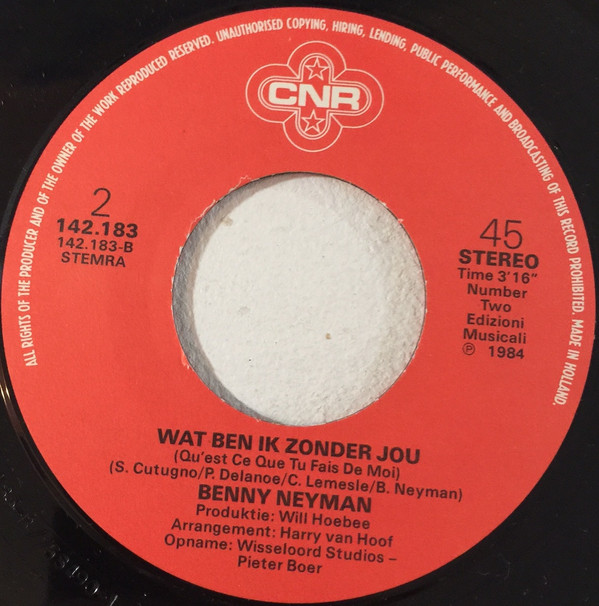 ALL RIGHTS OF THE PRODUCER AND OF THE OWNER OF THE WORK REPRODUCED RESERVED. UNAUTHORISED COPYING, HIRING, LENDING, PUBLIC PERFORMANCE AND BROADCASTING OF THIS RECORD PROHIBITED. MADE IN HOLLAND.
CNR
2
142.183
142.183-B
STEMRA
45
STEREO
Time 3'16"
Number
Two
Edizioni
Musicali
℗ 1984
WAT BEN IK ZONDER JOU
(Qu'est Ce Que Tu Fais De Moi)
(S. Cutugno/P. Delanoe/C. Lemesle/B. Neyman)
BENNY NEYMAN
Produktie: Will Hoebee
Arrangement: Harry van Hoof
Opname: Wisseloord Studios –
Pieter Boer